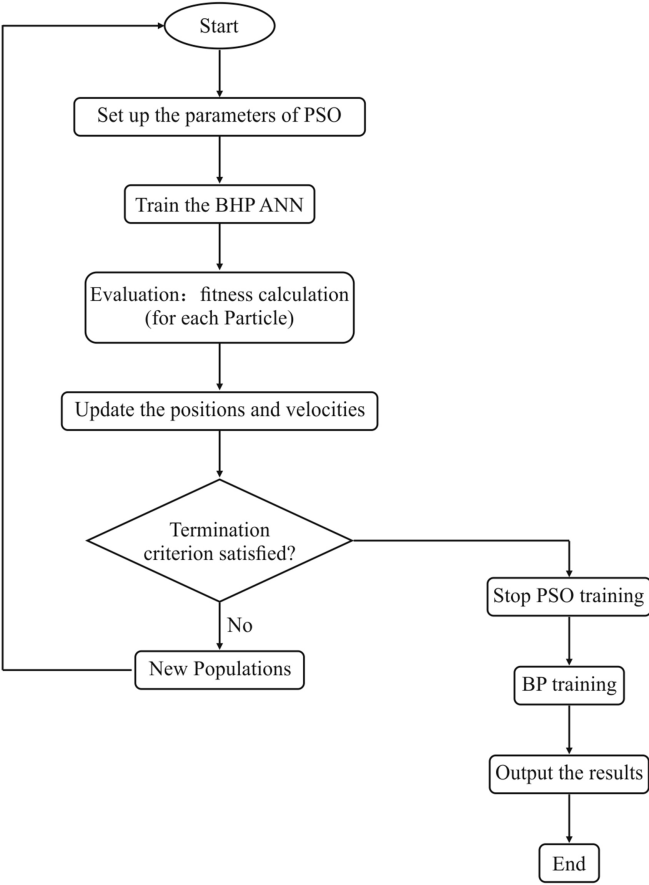 Start
Set up the parameters of PSO
Train the BHP ANN
Evaluation：fitness calculation
(for each Particle)
Update the positions and velocities
Termination
criterion satisfied?
No
New Populations
Stop PSO training
BP training
Output the results
End